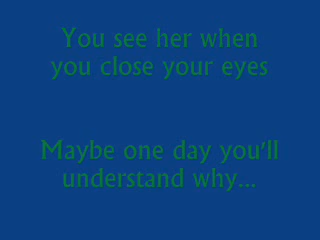 You see her when
you close your eyes
Maybe one day you'll
understand why...